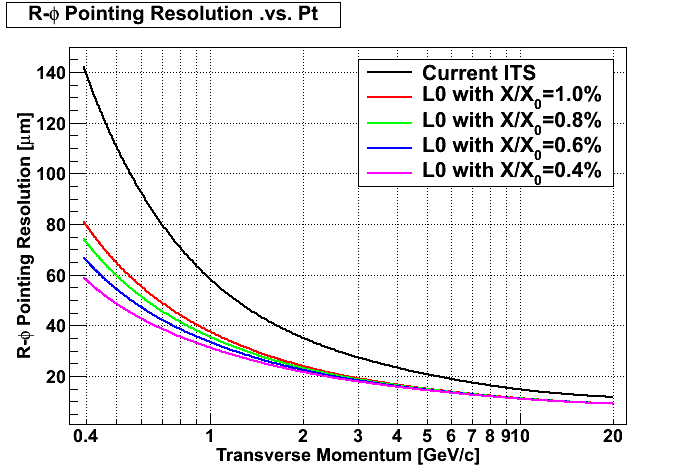 R-ϕ Pointing Resolution .vs. Pt
R-ϕ Pointing Resolution [μm]
140
120
100
80
60
40
20
Current ITS
L0 with X/X0=1.0%
L0 with X/X0=0.8%
L0 with X/X0=0.6%
L0 with X/X0=0.4%
0.4 1 2 3 4 5 6 7 8 910 20
Transverse Momentum [GeV/c]